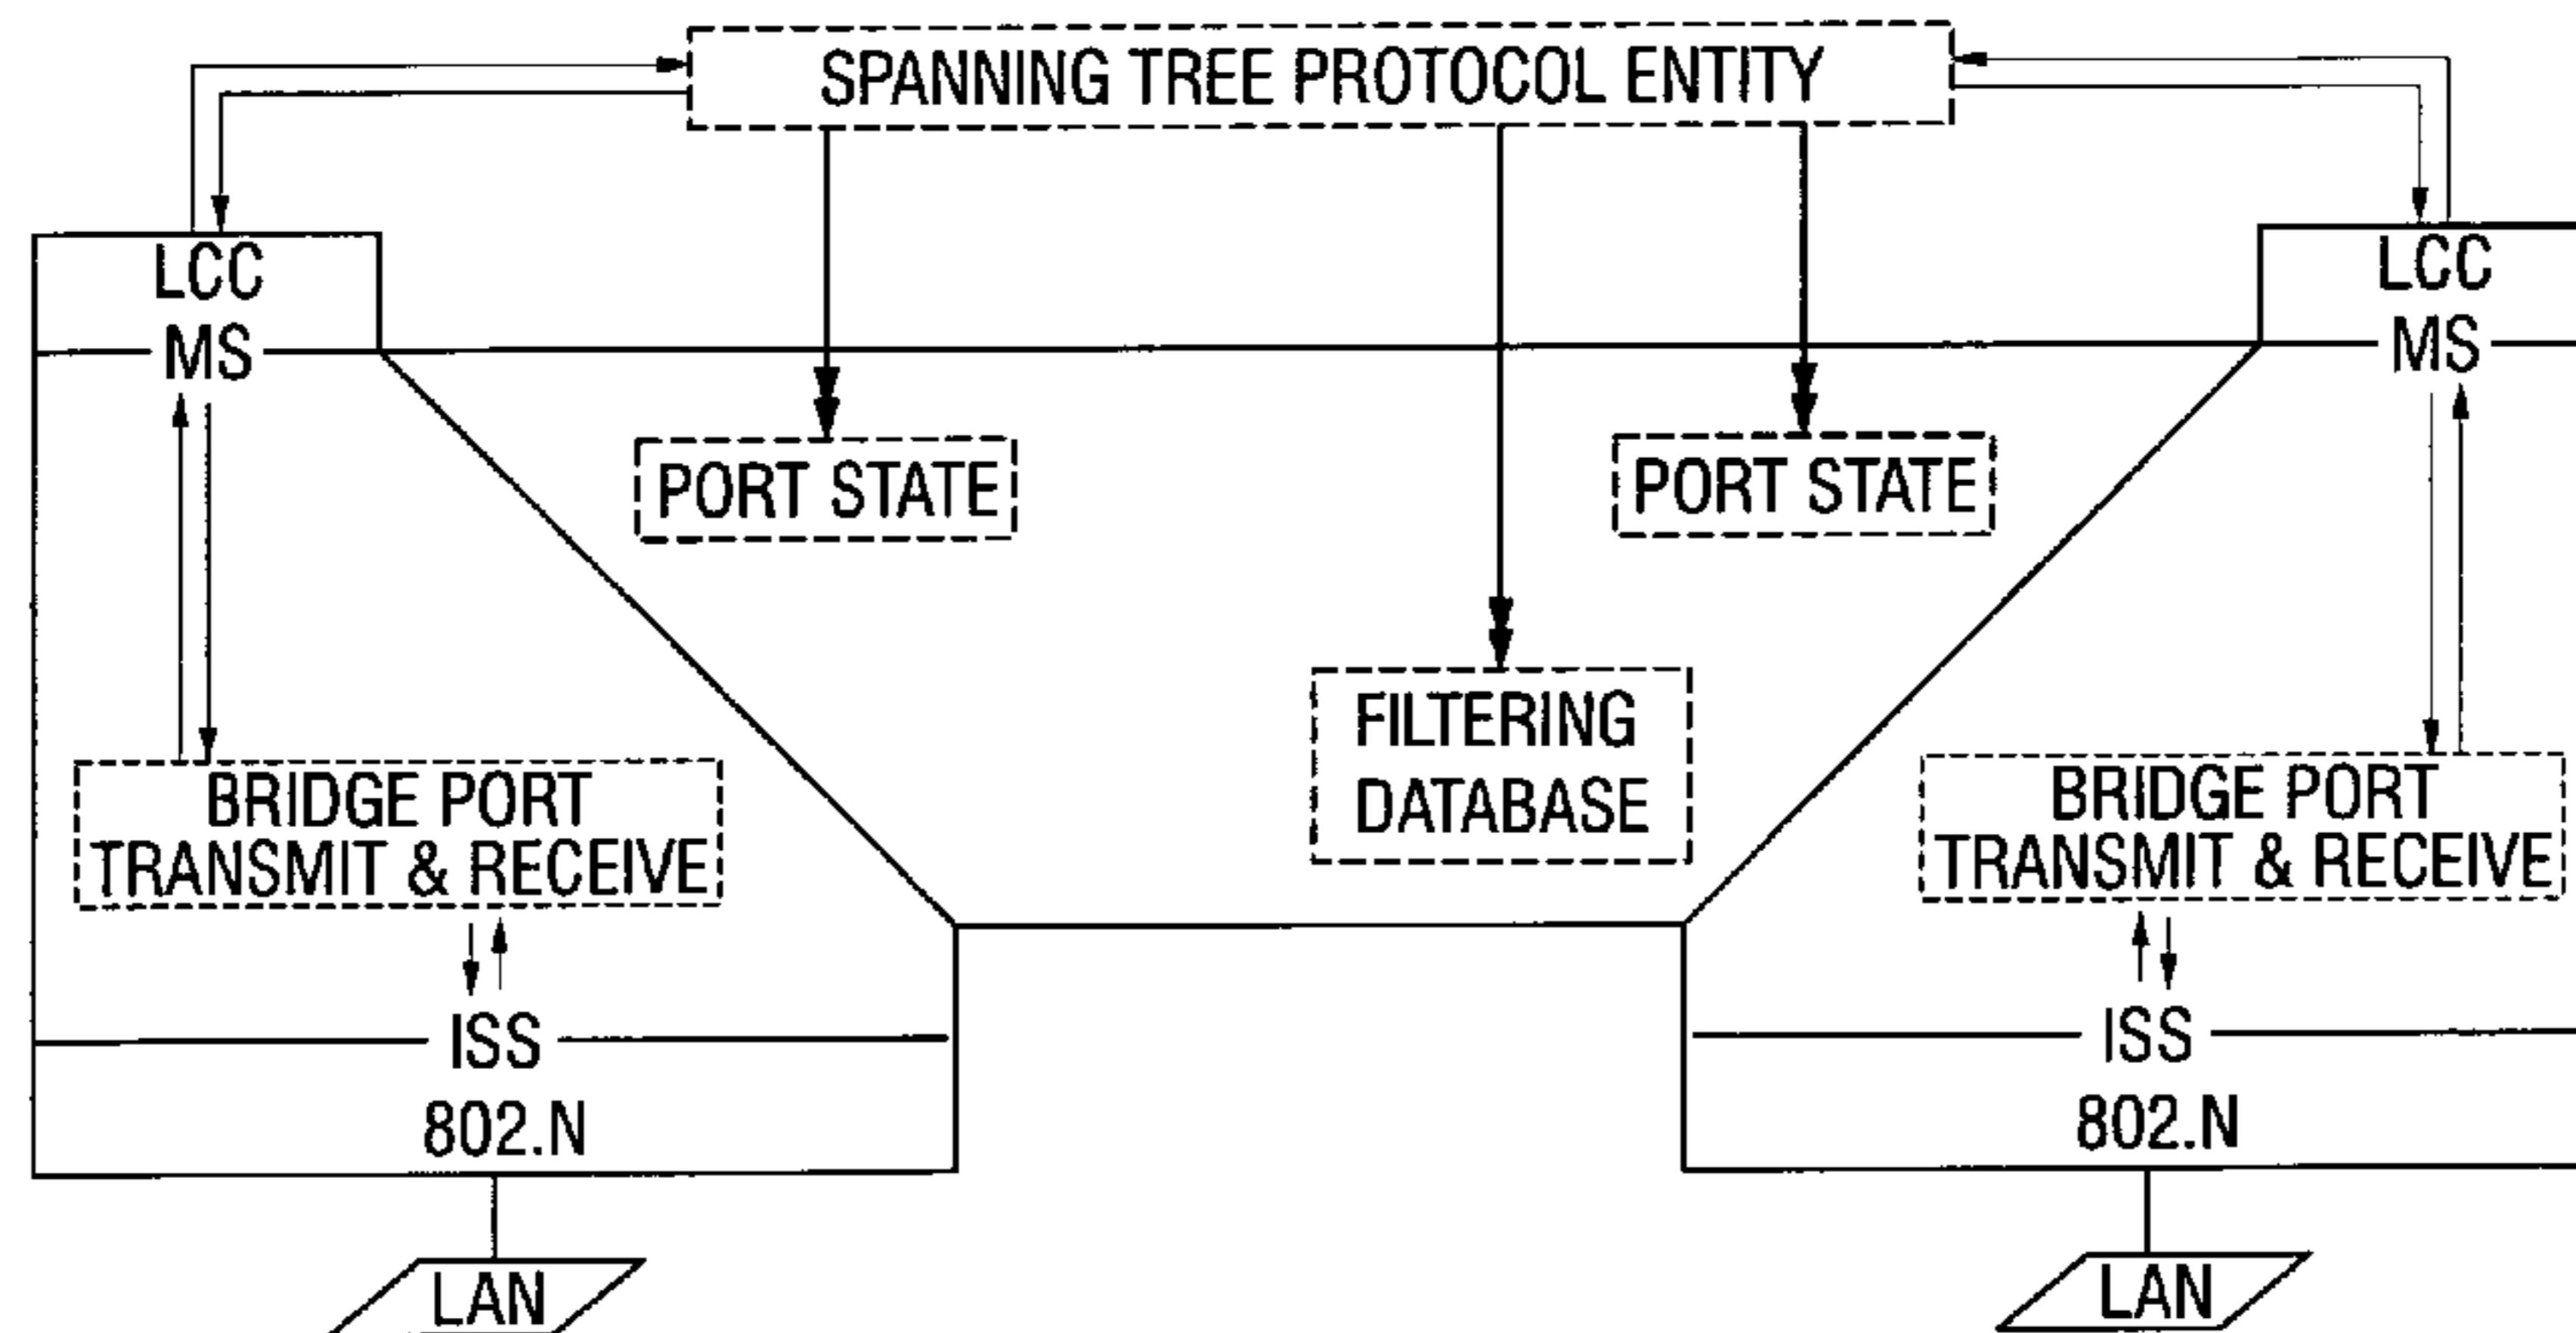 SPANNING TREE PROTOCOL ENTITY
LCC
LCC
MS
MS
PORT STATE
PORT STATE
FILTERING
DATABASE
BRIDGE PORT
TRANSMIT & RECEIVE
BRIDGE PORT
TRANSMIT & RECEIVE
ISS
ISS
802.N
802.N
LAN
LAN